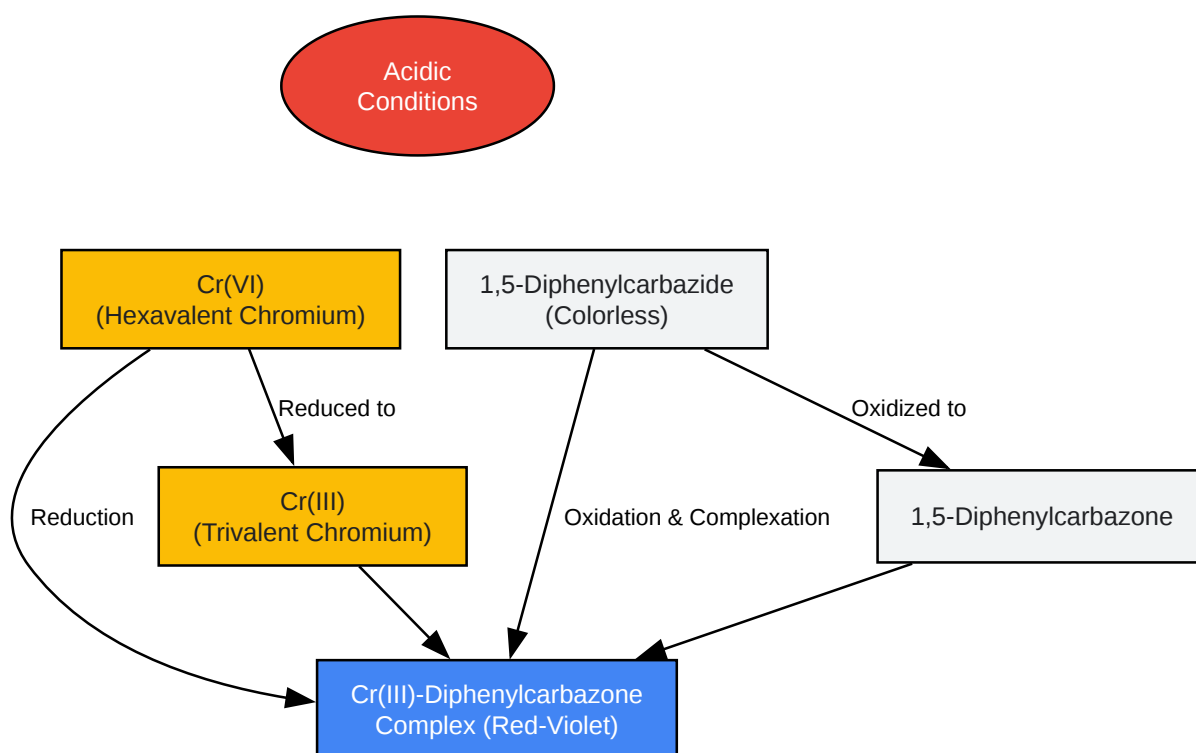 Acidic
Conditions
Cr(VI)
(Hexavalent Chromium)
1,5-Diphenylcarbazide
(Colorless)
Reduced to
Oxidized to
Reduction
Cr(III)
(Trivalent Chromium)
Oxidation & Complexation
1,5-Diphenylcarbazone
Cr(III)-Diphenylcarbazone
Complex (Red-Violet)